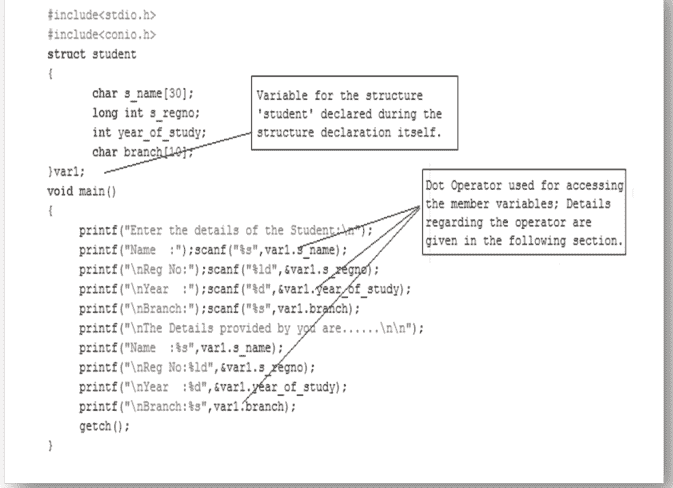 #include<stdio.h>
#include<conio.h>
struct student
{
char s_name[30];
long int s_regno;
int year_of_study;
char branch[10];
}var1;
Variable for the structure
'student' declared during the
structure declaration itself.
void main()
{
printf("Enter the details of the Student:\n");
printf("Name  :");scanf("%s",var1.s_name);
printf("\nReg No:");scanf("%ld",&var1.s_regno);
printf("\nYear  :");scanf("%d",&var1.year_of_study);
printf("\nBranch:");scanf("%s",var1.branch);
printf("\nThe Details provided by you are......\n\n");
printf("Name  :%s",var1.s_name);
printf("\nReg No:%ld",&var1.s_regno);
printf("\nYear  :%d",&var1.year_of_study);
printf("\nBranch:%s",var1.branch);
getch();
}
Dot Operator used for accessing
the member variables; Details
regarding the operator are
given in the following section.